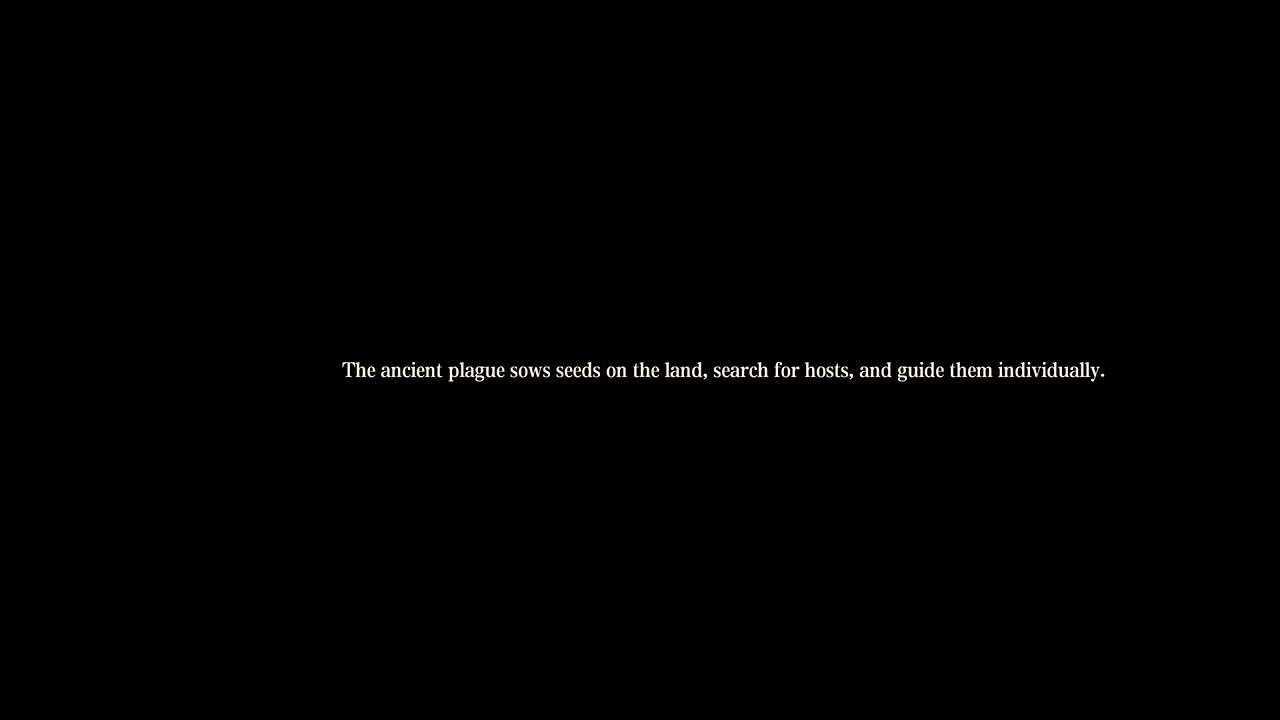 The ancient plague sows seeds on the land, search for hosts, and guide them individually.